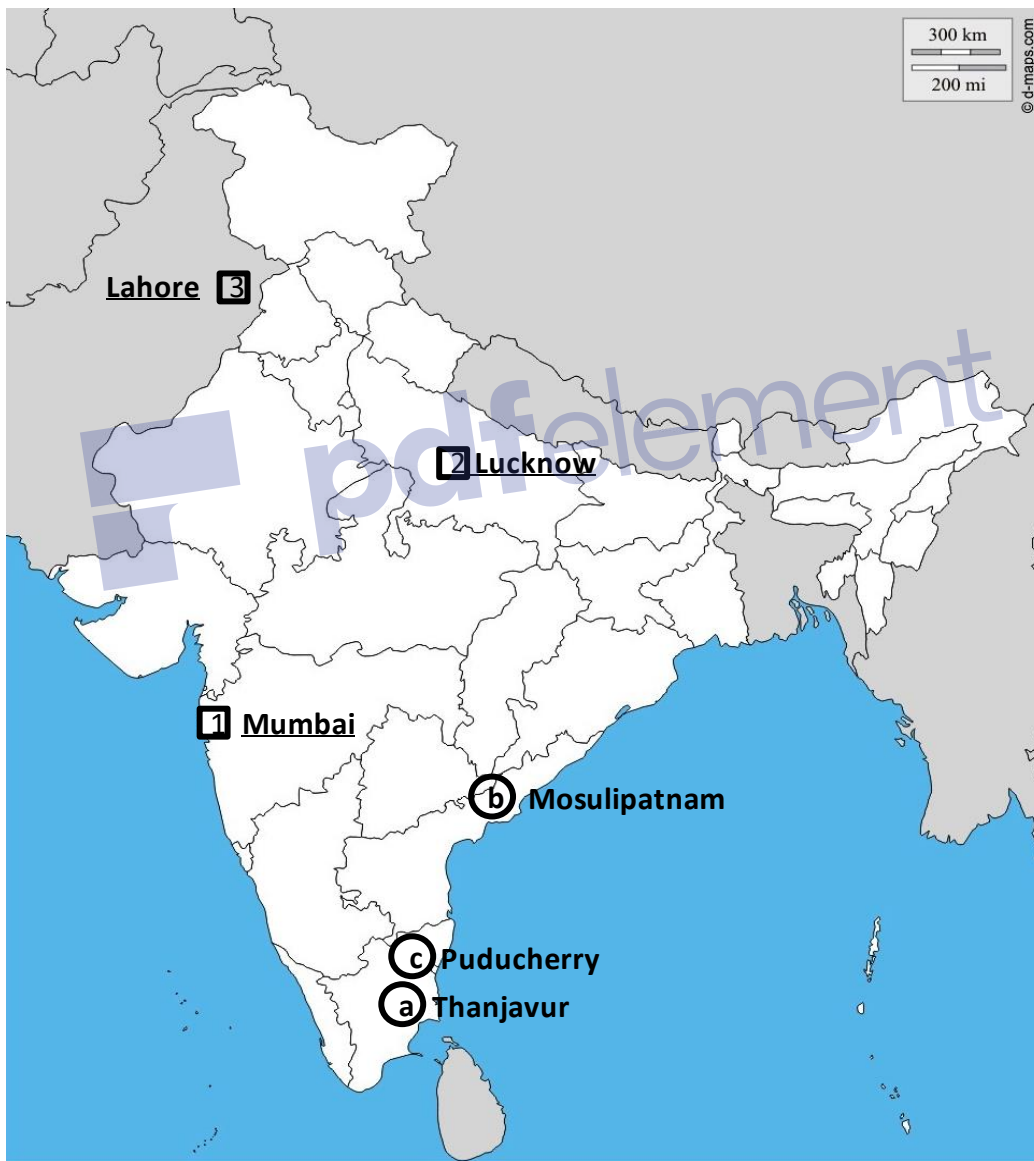 300 km
200 mi
© d-maps.com
Lahore 3
pdfelement
2 Lucknow
1 Mumbai
b Mosulipatnam
c Puducherry
a Thanjavur